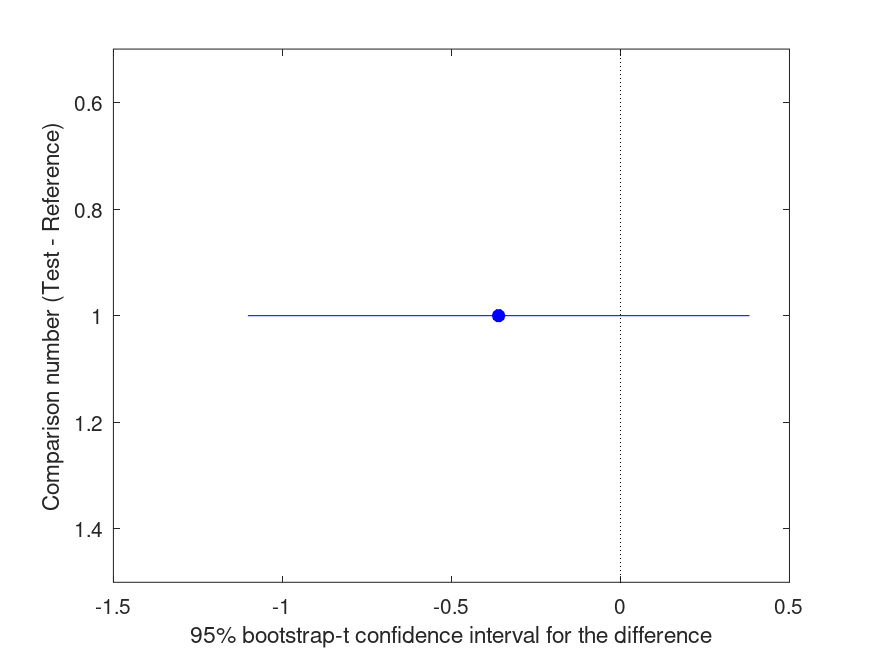 0.6
0.8
1
1.2
1.4
Comparison number (Test - Reference)
-1.5 -1 -0.5 0 0.5
95% bootstrap-t confidence interval for the difference